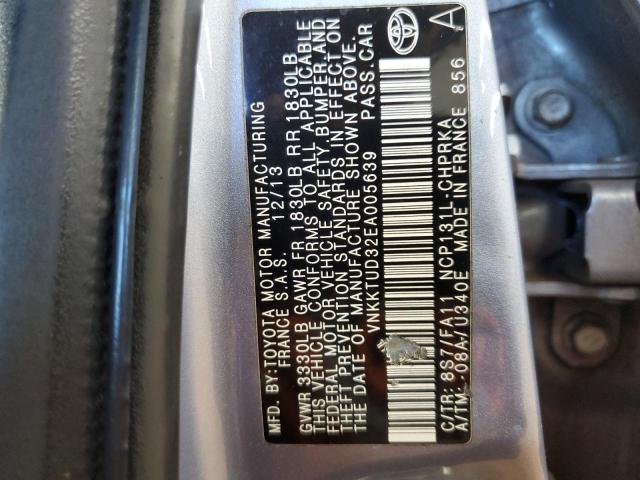 MFD. BY: TOYOTA MOTOR MANUFACTURING
FRANCE S.A.S. 12/13
GVWR 3330LB GAWR FR 1830LB RR 1830LB
THIS VEHICLE CONFORMS TO ALL APPLICABLE
FEDERAL MOTOR VEHICLE SAFETY, BUMPER, AND
THEFT PREVENTION STANDARDS IN EFFECT ON
THE DATE OF MANUFACTURE SHOWN ABOVE.
VNKKTUD32EA005639 PASS.CAR
C/TR: 8S7/FA11 NCP131L-CHPRKA
A/TM: -08A/U340E MADE IN FRANCE 856
A